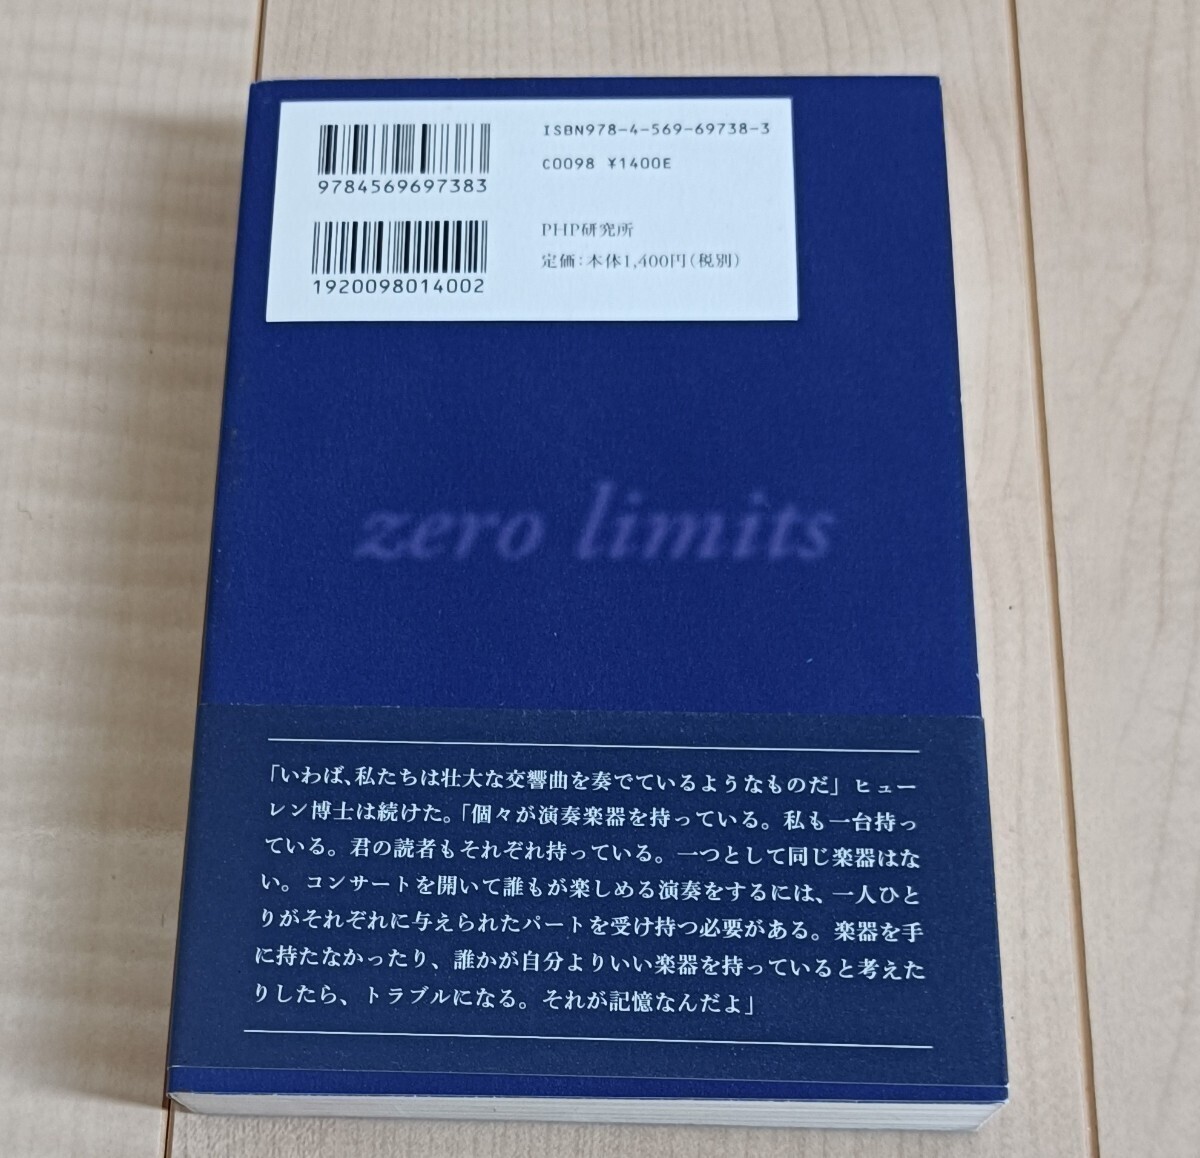 ISBN978-4-569-69738-3
C0098 ¥1400E
9784569697383
PHP研究所
定価:本体1,400円(税別)
1920098014002
zero limits
「いわば、私たちは壮大な交響曲を奏でているようなものだ」ヒュー
レン博士は続けた。「個々が演奏楽器を持っている。私も一台持っ
ている。君の読者もそれぞれ持っている。一つとして同じ楽器はな
い。コンサートを開いて誰もが楽しめる演奏をするには、一人ひと
りがそれぞれに与えられたパートを受け持つ必要がある。楽器を手
に持たなかったり、誰かが自分よりいい楽器を持っていると考えた
りしたら、トラブルになる。それが記憶なんだよ」